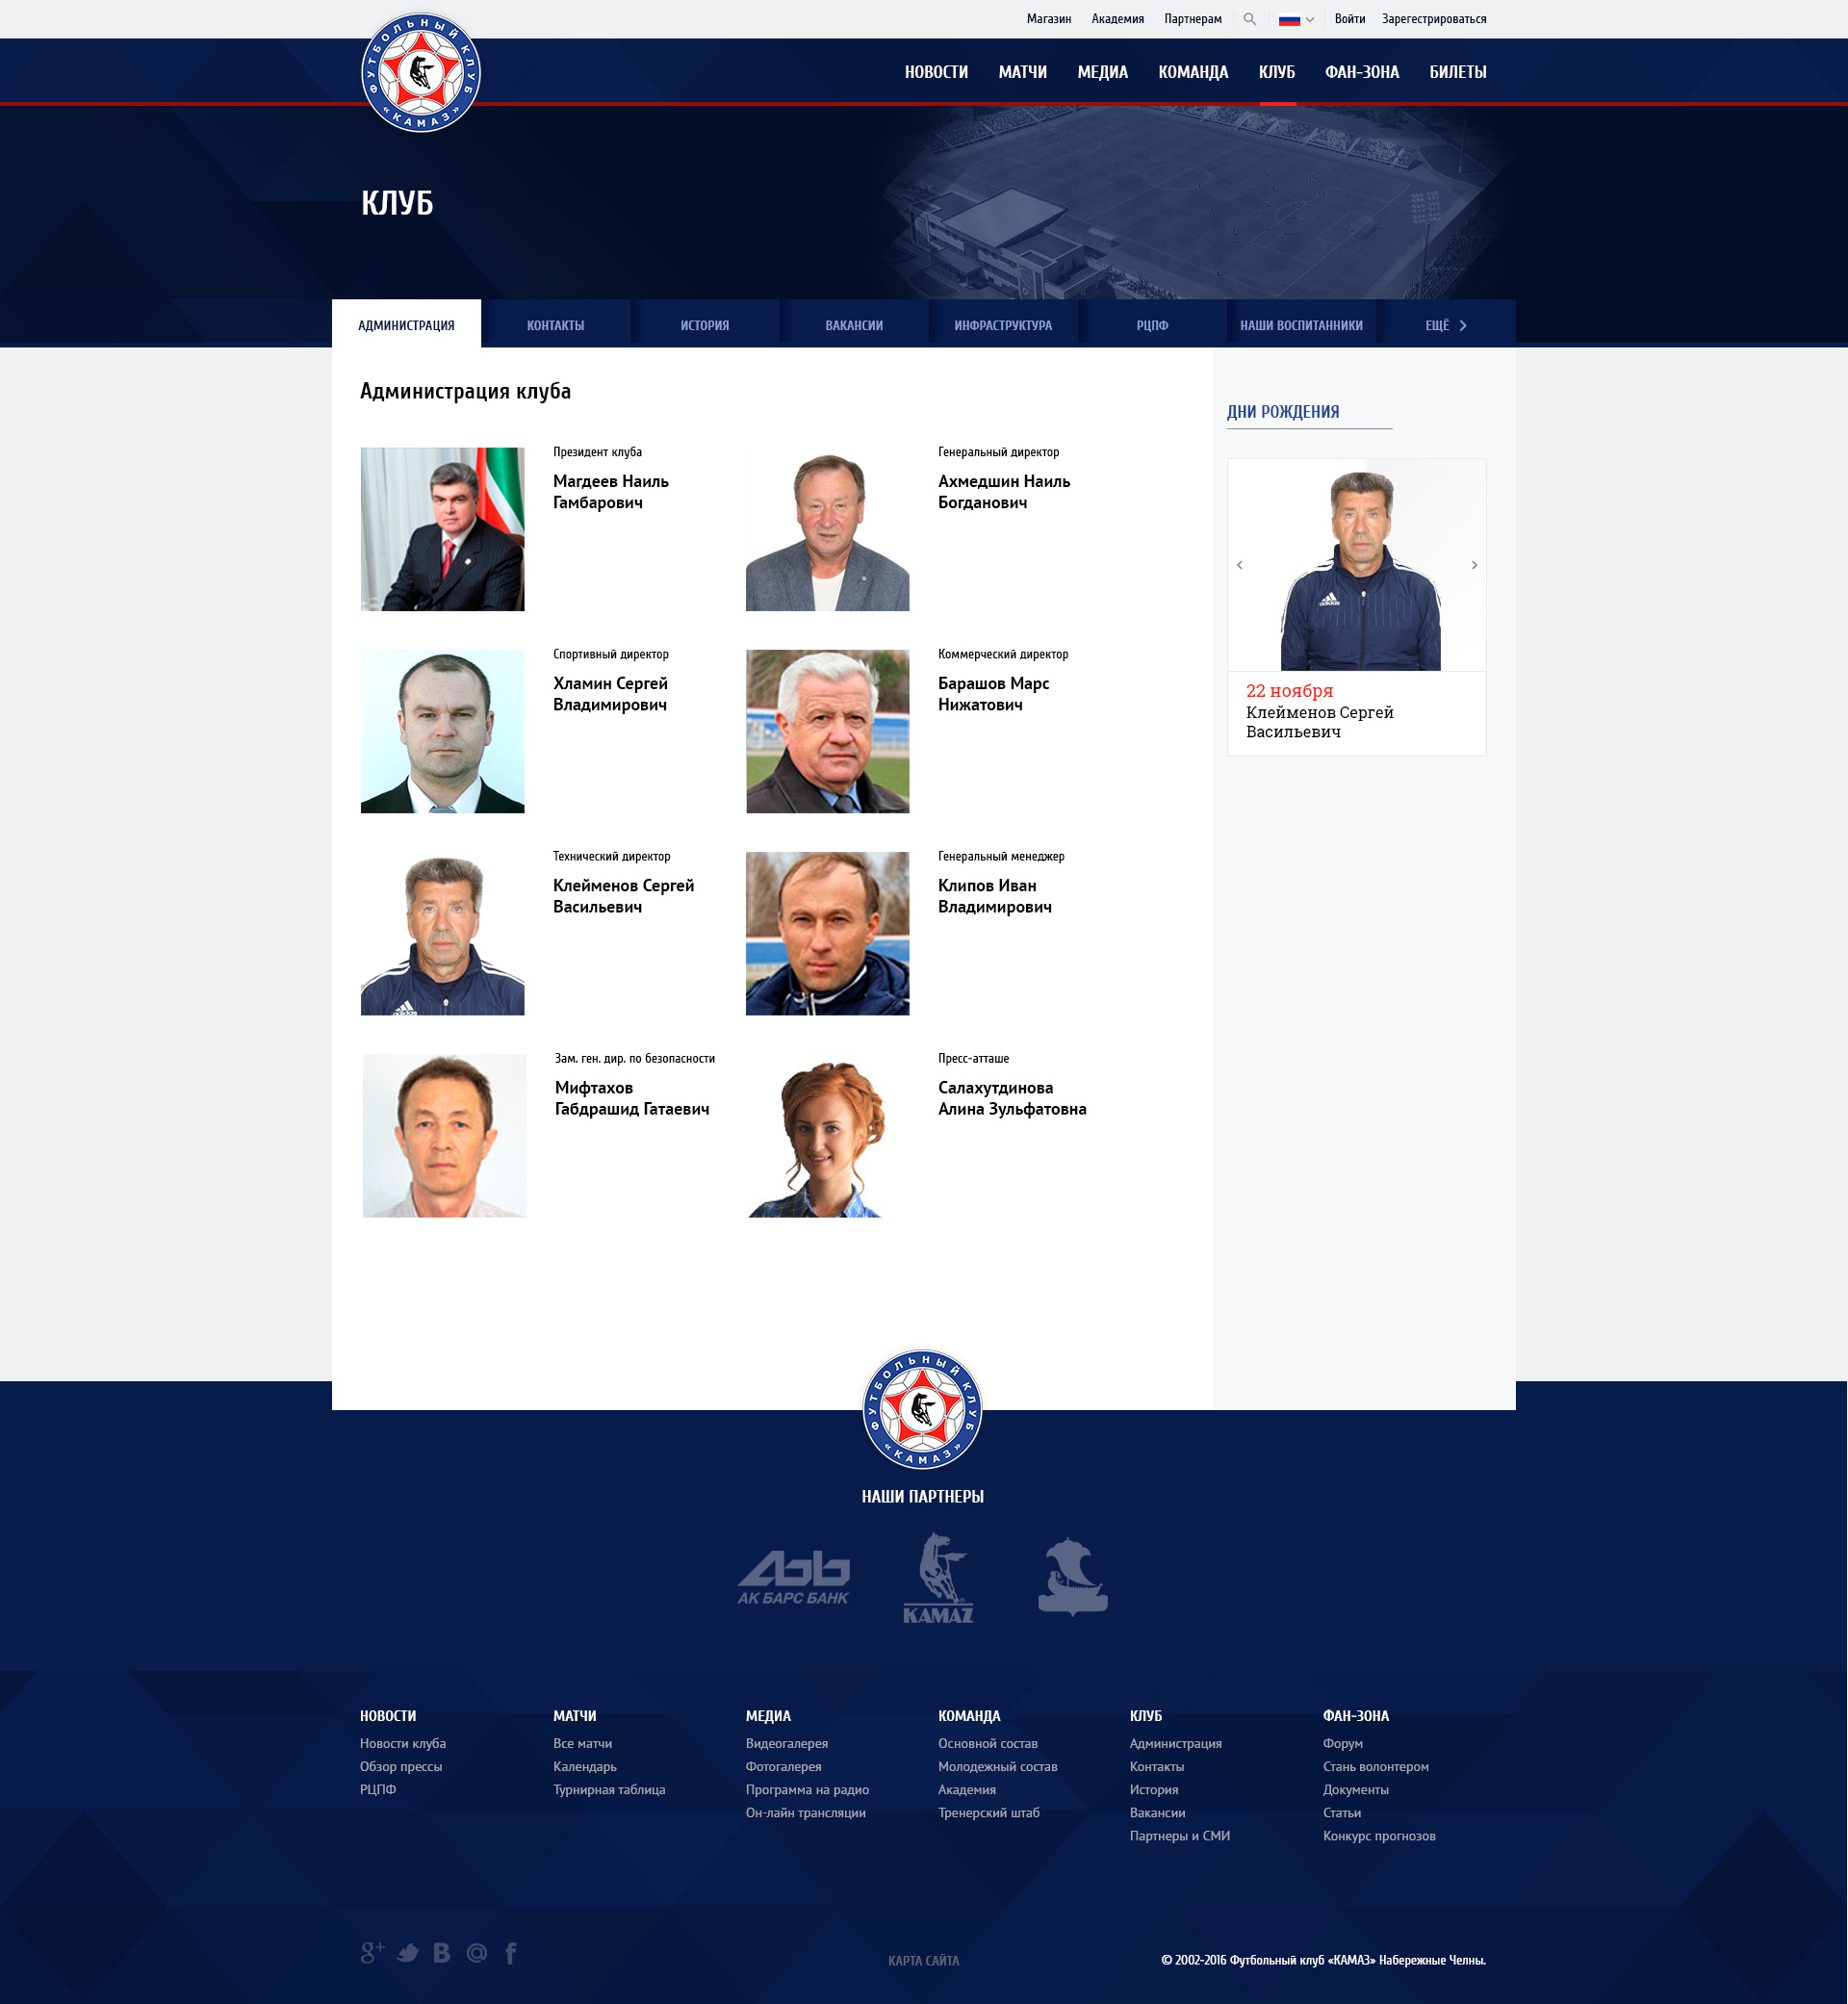 Магазин Академия Партнерам Войти Зарегестрироваться
ФУТБОЛЬНЫЙ КЛУБ «КАМАЗ»
НОВОСТИ МАТЧИ МЕДИА КОМАНДА КЛУБ ФАН-ЗОНА БИЛЕТЫ
КЛУБ
АДМИНИСТРАЦИЯ КОНТАКТЫ ИСТОРИЯ ВАКАНСИИ ИНФРАСТРУКТУРА РЦПФ НАШИ ВОСПИТАННИКИ ЕЩЁ
Администрация клуба
Президент клуба
Магдеев Наиль
Гамбарович
Генеральный директор
Ахмедшин Наиль
Богданович
Спортивный директор
Хламин Сергей
Владимирович
Коммерческий директор
Барашов Марс
Нижатович
Технический директор
Клейменов Сергей
Васильевич
Генеральный менеджер
Клипов Иван
Владимирович
Зам. ген. дир. по безопасности
Мифтахов
Габдрашид Гатаевич
Пресс-атташе
Салахутдинова
Алина Зульфатовна
ДНИ РОЖДЕНИЯ
adidas
22 ноября
Клейменов Сергей
Васильевич
ФУТБОЛЬНЫЙ КЛУБ «КАМАЗ»
НАШИ ПАРТНЕРЫ
АК БАРС БАНК
KAMAZ
НОВОСТИ
Новости клуба
Обзор прессы
РЦПФ
МАТЧИ
Все матчи
Календарь
Турнирная таблица
МЕДИА
Видеогалерея
Фотогалерея
Программа на радио
Он-лайн трансляции
КОМАНДА
Основной состав
Молодежный состав
Академия
Тренерский штаб
КЛУБ
Администрация
Контакты
История
Вакансии
Партнеры и СМИ
ФАН-ЗОНА
Форум
Стань волонтером
Документы
Статьи
Конкурс прогнозов
КАРТА САЙТА
© 2002-2016 Футбольный клуб «КАМАЗ» Набережные Челны.